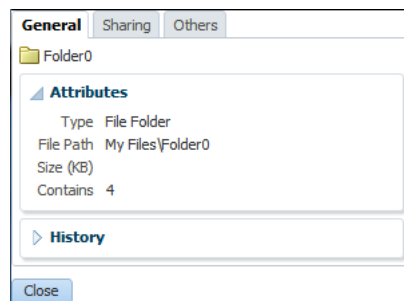 General Sharing Others
Folder0
Attributes
Type File Folder
File Path My Files\Folder0
Size (KB)
Contains 4
History
Close